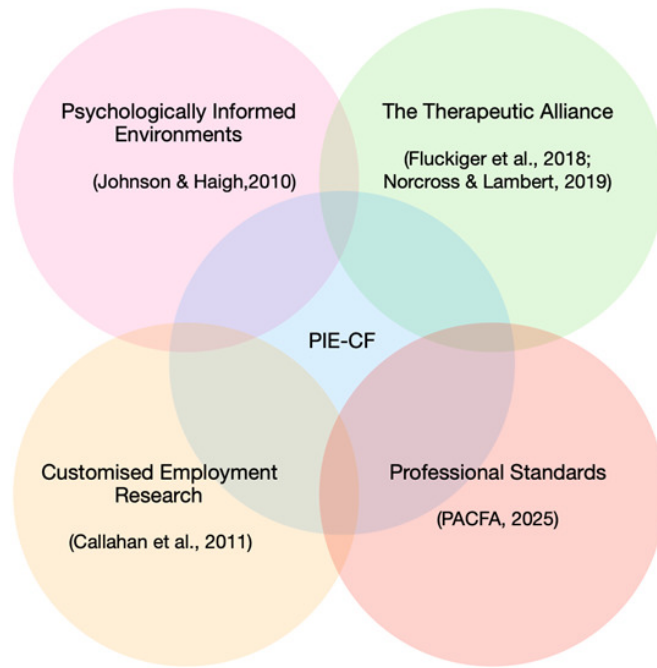 Psychologically Informed
Environments
(Johnson & Haigh,2010)
The Therapeutic Alliance
(Fluckiger et al., 2018;
Norcross & Lambert, 2019)
PIE-CF
Customised Employment
Research
(Callahan et al., 2011)
Professional Standards
(PACFA, 2025)